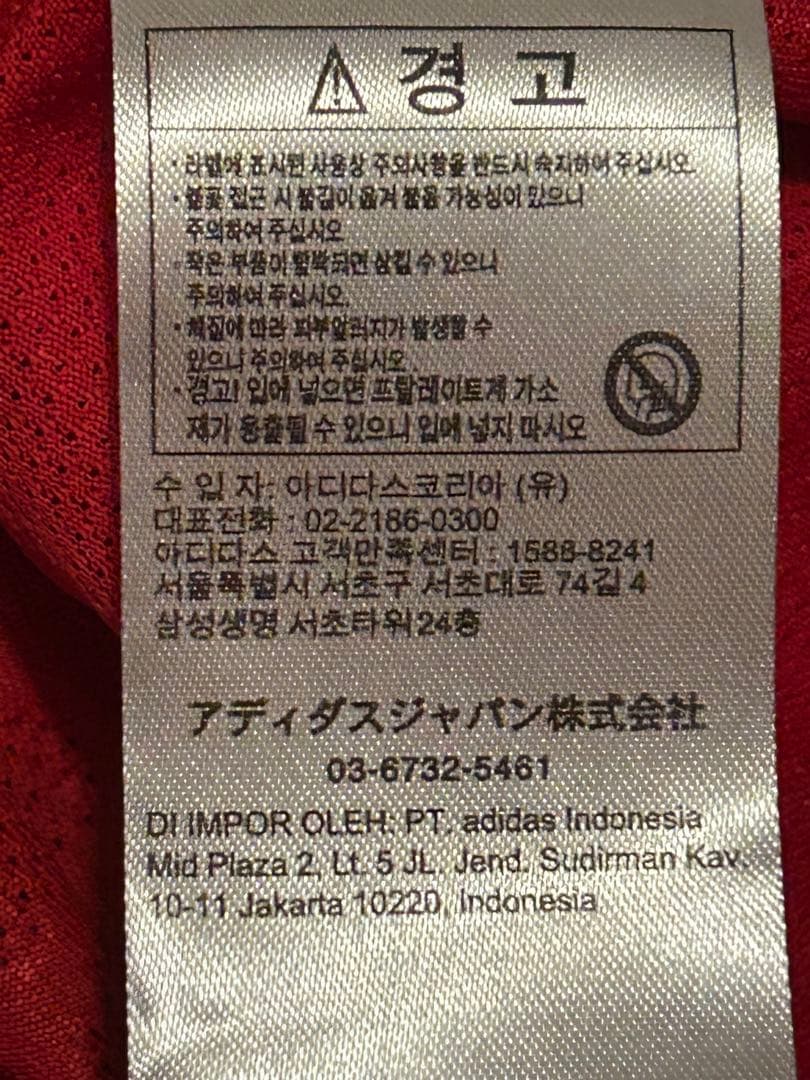 ⚠ 경 고
· 라벨에 표시된 사용상 주의사항을 반드시 숙지하여 주십시오.
· 불꽃 접근 시 불길이 옮겨 붙을 가능성이 있으니
주의하여 주십시오
· 작은 부품이 탈락되면 삼킬 수 있으니
주의하여 주십시오.
· 체질에 따라 피부알러지가 발생할 수
있으니 주의하여 주십시오.
· 경고! 입에 넣으면 프탈레이트계 가소
제가 용출될 수 있으니 입에 넣지 마시오
수 입 자: 아디다스코리아 (유)
대표전화 : 02-2186-0300
아디다스 고객만족센터 : 1588-8241
서울특별시 서초구 서초대로 74길 4
삼성생명 서초타워 24층
アディダスジャパン株式会社
03-6732-5461
DI IMPOR OLEH: PT. adidas Indonesia
Mid Plaza 2, Lt. 5 JL. Jend. Sudirman Kav.
10-11 Jakarta 10220, Indonesia